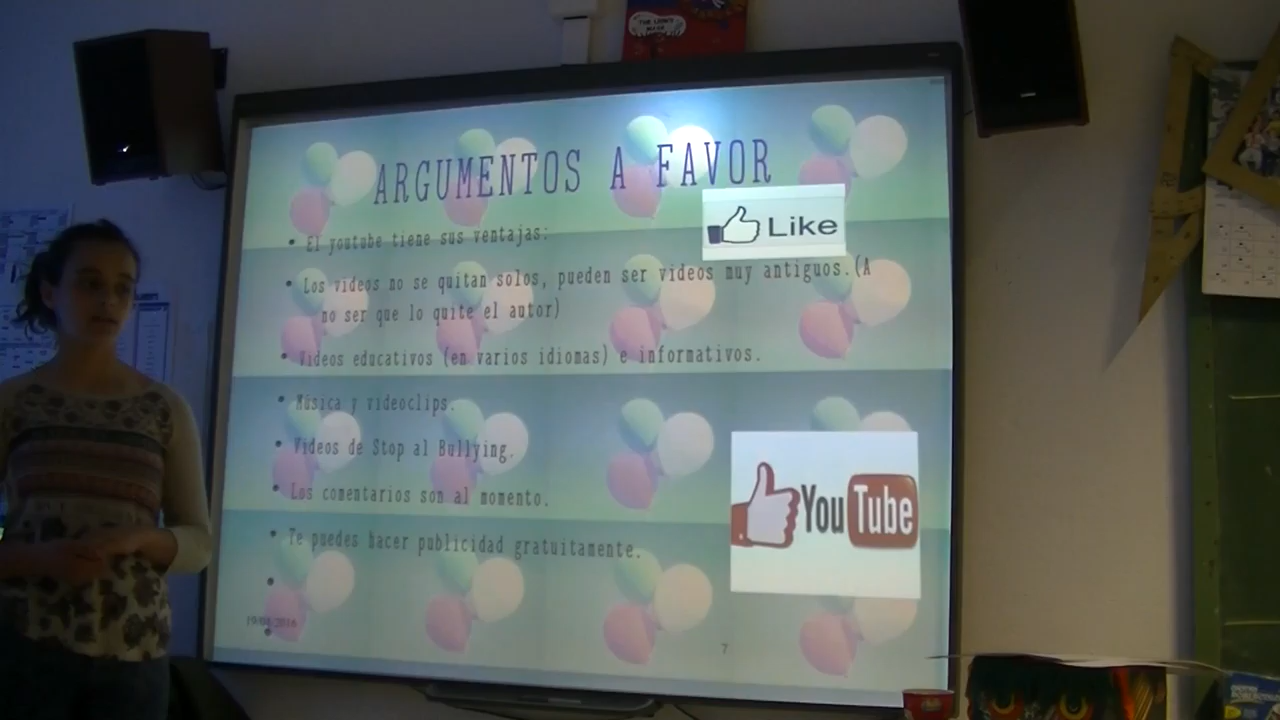 ARGUMENTOS A FAVOR
Like
• El youtube tiene sus ventajas:
• Los videos no se quitan solos, pueden ser videos muy antiguos.(A
no ser que lo quite el autor)
• Videos educativos (en varios idiomas) e informativos.
• Música y videoclips.
• Videos de Stop al Bullying.
• Los comentarios son al momento.
• Te puedes hacer publicidad gratuitamente.
YouTube
7